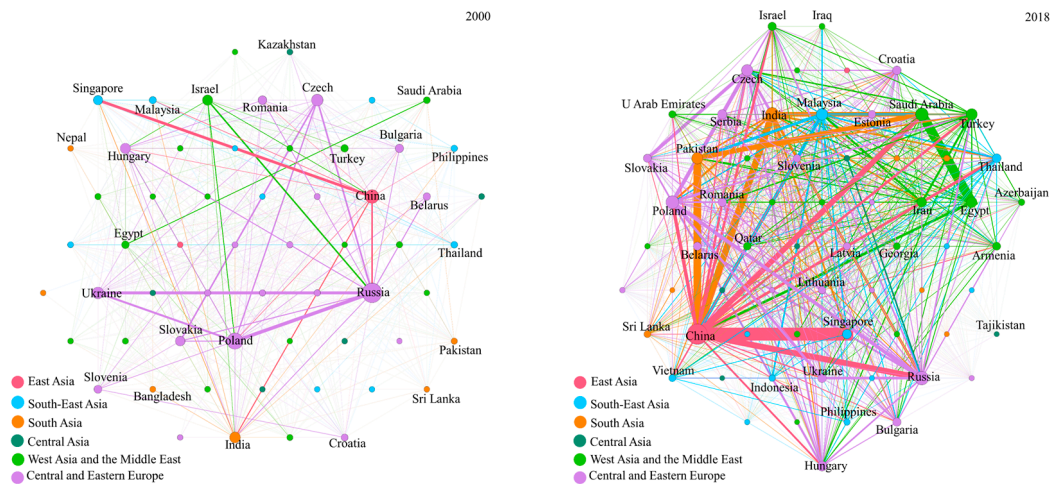 2000
Kazakhstan
Singapore
Malaysia
Israel
Romania
Czech
Saudi Arabia
Nepal
Hungary
Turkey
Bulgaria
Philippines
China
Belarus
Egypt
Thailand
Ukraine
Russia
Slovakia
Poland
Pakistan
Slovenia
Bangladesh
Sri Lanka
India
Croatia
East Asia
South-East Asia
South Asia
Central Asia
West Asia and the Middle East
Central and Eastern Europe
2018
Israel
Iraq
Croatia
Czech
U Arab Emirates
Serbia
India
Malaysia
Estonia
Saudi Arabia
Turkey
Slovakia
Pakistan
Slovenia
Thailand
Poland
Romania
Iran
Egypt
Azerbaijan
Qatar
Belarus
Latvia
Georgia
Armenia
Lithuania
Sri Lanka
China
Singapore
Tajikistan
Vietnam
Indonesia
Ukraine
Russia
Philippines
Bulgaria
Hungary
East Asia
South-East Asia
South Asia
Central Asia
West Asia and the Middle East
Central and Eastern Europe